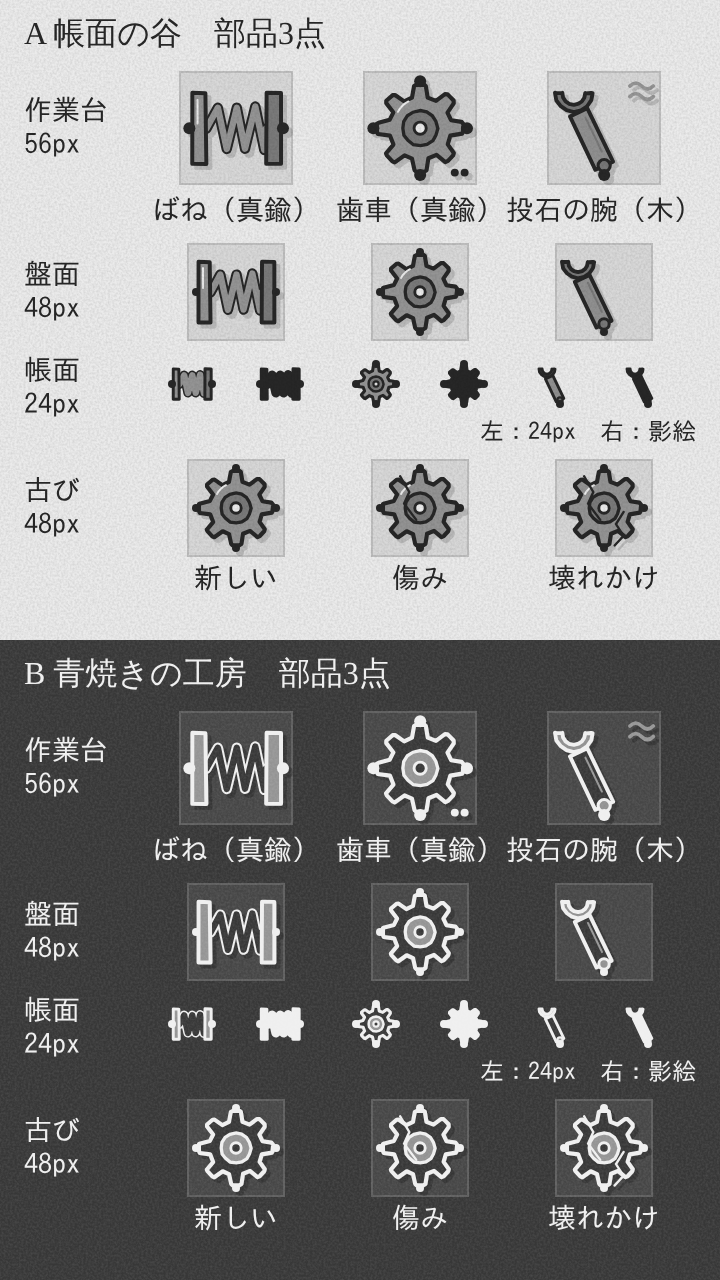 A 帳面の谷　部品3点
作業台
56px
ばね（真鍮）
歯車（真鍮）
投石の腕（木）
盤面
48px
帳面
24px
左：24px　右：影絵
古び
48px
新しい
傷み
壊れかけ
B 青焼きの工房　部品3点
作業台
56px
ばね（真鍮）
歯車（真鍮）
投石の腕（木）
盤面
48px
帳面
24px
左：24px　右：影絵
古び
48px
新しい
傷み
壊れかけ